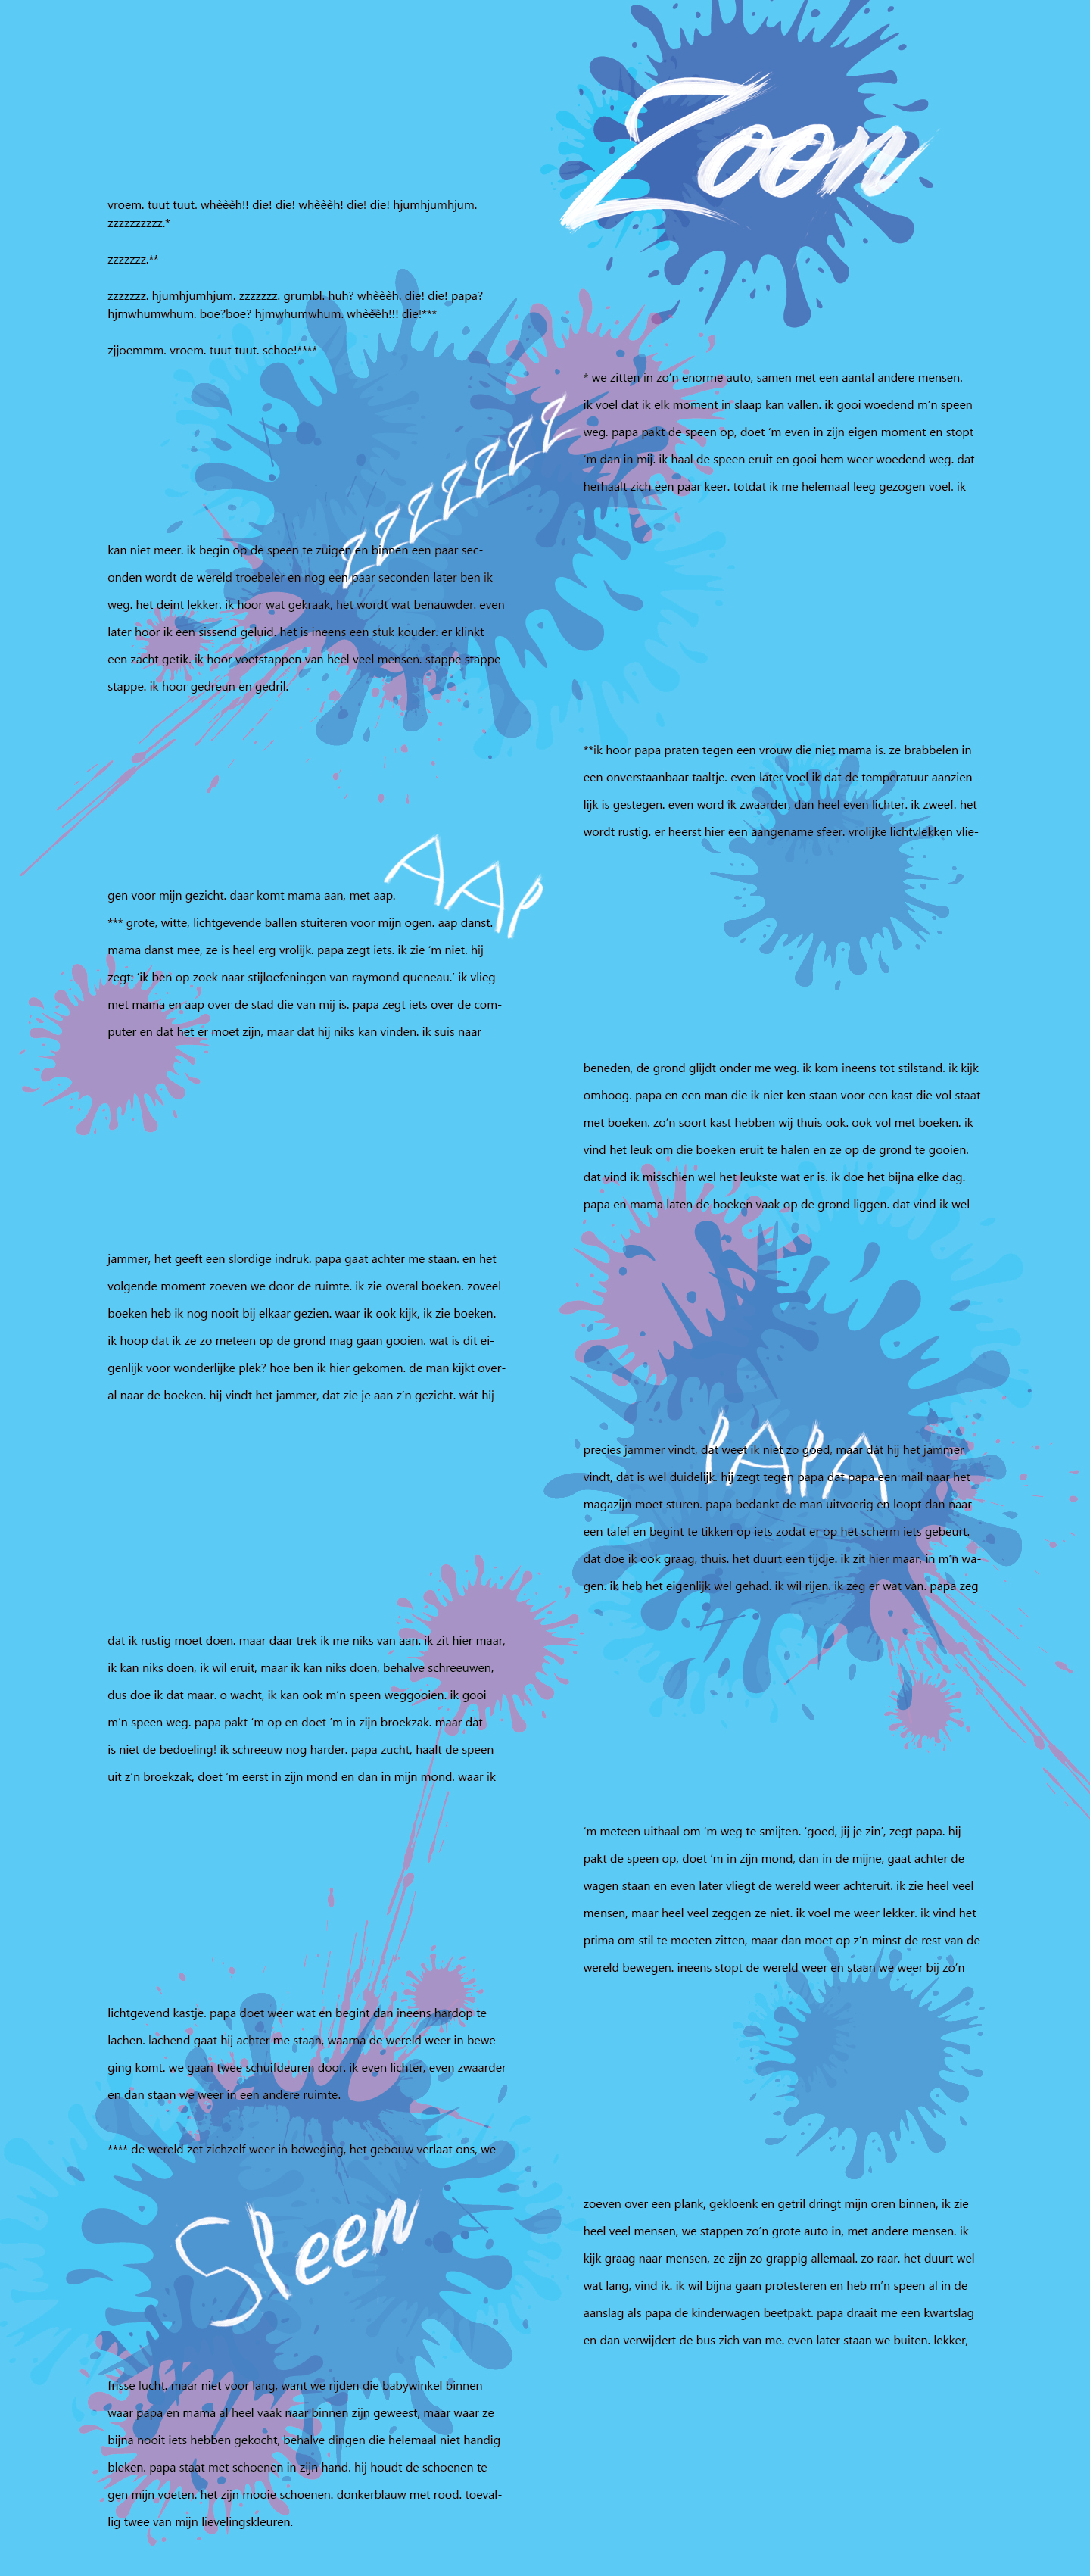 Zoon
vroem. tuut tuut. whèèèh!! die! die! whèèèh! die! die! hjumhjumhjum.
zzzzzzzzzz.*
zzzzzzz.**
zzzzzzz. hjumhjumhjum. zzzzzzz. grumbl. huh? whèèèh. die! die! papa?
hjmwhumwhum. boe?boe? hjmwhumwhum. whèèèh!!! die!***
zjjoemmm. vroem. tuut tuut. schoe!****
* we zitten in zo’n enorme auto, samen met een aantal andere mensen.
ik voel dat ik elk moment in slaap kan vallen. ik gooi woedend m’n speen
weg. papa pakt de speen op, doet ‘m even in zijn eigen moment en stopt
‘m dan in mij. ik haal de speen eruit en gooi hem weer woedend weg. dat
herhaalt zich een paar keer. totdat ik me helemaal leeg gezogen voel. ik
zzzzzzz
kan niet meer. ik begin op de speen te zuigen en binnen een paar sec-
onden wordt de wereld troebeler en nog een paar seconden later ben ik
weg. het deint lekker. ik hoor wat gekraak, het wordt wat benauwder. even
later hoor ik een sissend geluid. het is ineens een stuk kouder. er klinkt
een zacht getik. ik hoor voetstappen van heel veel mensen. stappe stappe
stappe. ik hoor gedreun en gedril.
**ik hoor papa praten tegen een vrouw die niet mama is. ze brabbelen in
een onverstaanbaar taaltje. even later voel ik dat de temperatuur aanzien-
lijk is gestegen. even word ik zwaarder, dan heel even lichter. ik zweef. het
wordt rustig. er heerst hier een aangename sfeer. vrolijke lichtvlekken vlie-
AAp
gen voor mijn gezicht. daar komt mama aan, met aap.
*** grote, witte, lichtgevende ballen stuiteren voor mijn ogen. aap danst.
mama danst mee, ze is heel erg vrolijk. papa zegt iets. ik zie ‘m niet. hij
zegt: ‘ik ben op zoek naar stijloefeningen van raymond queneau.’ ik vlieg
met mama en aap over de stad die van mij is. papa zegt iets over de com-
puter en dat het er moet zijn, maar dat hij niks kan vinden. ik suis naar
beneden, de grond glijdt onder me weg. ik kom ineens tot stilstand. ik kijk
omhoog. papa en een man die ik niet ken staan voor een kast die vol staat
met boeken. zo’n soort kast hebben wij thuis ook. ook vol met boeken. ik
vind het leuk om die boeken eruit te halen en ze op de grond te gooien.
dat vind ik misschien wel het leukste wat er is. ik doe het bijna elke dag.
papa en mama laten de boeken vaak op de grond liggen. dat vind ik wel
jammer, het geeft een slordige indruk. papa gaat achter me staan. en het
volgende moment zoeven we door de ruimte. ik zie overal boeken. zoveel
boeken heb ik nog nooit bij elkaar gezien. waar ik ook kijk, ik zie boeken.
ik hoop dat ik ze zo meteen op de grond mag gaan gooien. wat is dit ei-
genlijk voor wonderlijke plek? hoe ben ik hier gekomen. de man kijkt over-
al naar de boeken. hij vindt het jammer, dat zie je aan z’n gezicht. wát hij
PAPA
precies jammer vindt, dat weet ik niet zo goed, maar dát hij het jammer
vindt, dat is wel duidelijk. hij zegt tegen papa dat papa een mail naar het
magazijn moet sturen. papa bedankt de man uitvoerig en loopt dan naar
een tafel en begint te tikken op iets zodat er op het scherm iets gebeurt.
dat doe ik ook graag, thuis. het duurt een tijdje. ik zit hier maar, in m’n wa-
gen. ik heb het eigenlijk wel gehad. ik wil rijen. ik zeg er wat van. papa zeg
dat ik rustig moet doen. maar daar trek ik me niks van aan. ik zit hier maar,
ik kan niks doen, ik wil eruit, maar ik kan niks doen, behalve schreeuwen,
dus doe ik dat maar. o wacht, ik kan ook m’n speen weggooien. ik gooi
m’n speen weg. papa pakt ‘m op en doet ‘m in zijn broekzak. maar dat
is niet de bedoeling! ik schreeuw nog harder. papa zucht, haalt de speen
uit z’n broekzak, doet ‘m eerst in zijn mond en dan in mijn mond. waar ik
‘m meteen uithaal om ‘m weg te smijten. ‘goed, jij je zin’, zegt papa. hij
pakt de speen op, doet ‘m in zijn mond, dan in de mijne, gaat achter de
wagen staan en even later vliegt de wereld weer achteruit. ik zie heel veel
mensen, maar heel veel zeggen ze niet. ik voel me weer lekker. ik vind het
prima om stil te moeten zitten, maar dan moet op z’n minst de rest van de
wereld bewegen. ineens stopt de wereld weer en staan we weer bij zo’n
lichtgevend kastje. papa doet weer wat en begint dan ineens hardop te
lachen. lachend gaat hij achter me staan, waarna de wereld weer in bewe-
ging komt. we gaan twee schuifdeuren door. ik even lichter, even zwaarder
en dan staan we weer in een andere ruimte.
**** de wereld zet zichzelf weer in beweging, het gebouw verlaat ons, we
Speen
zoeven over een plank, gekloenk en getril dringt mijn oren binnen, ik zie
heel veel mensen, we stappen zo’n grote auto in, met andere mensen. ik
kijk graag naar mensen, ze zijn zo grappig allemaal. zo raar. het duurt wel
wat lang, vind ik. ik wil bijna gaan protesteren en heb m’n speen al in de
aanslag als papa de kinderwagen beetpakt. papa draait me een kwartslag
en dan verwijdert de bus zich van me. even later staan we buiten. lekker,
frisse lucht. maar niet voor lang, want we rijden die babywinkel binnen
waar papa en mama al heel vaak naar binnen zijn geweest, maar waar ze
bijna nooit iets hebben gekocht, behalve dingen die helemaal niet handig
bleken. papa staat met schoenen in zijn hand. hij houdt de schoenen te-
gen mijn voeten. het zijn mooie schoenen. donkerblauw met rood. toeval-
lig twee van mijn lievelingskleuren.